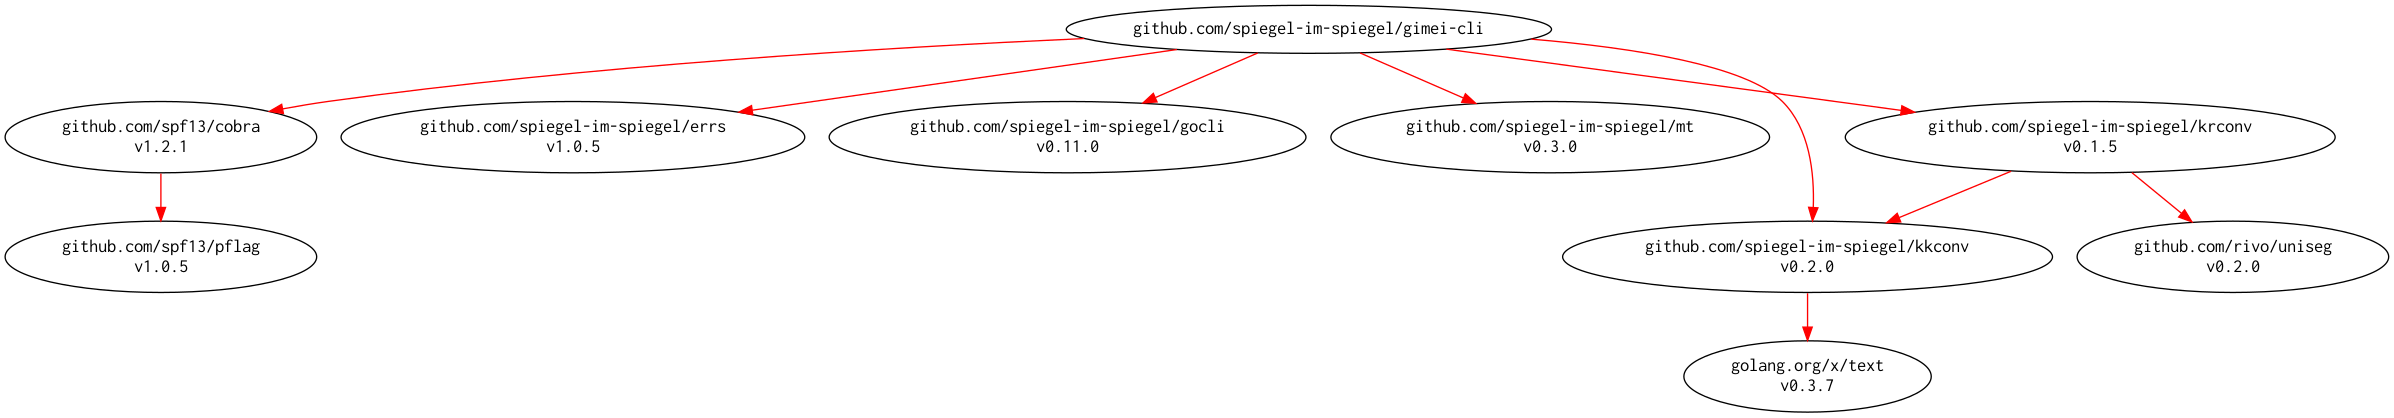 github.com/spiegel-im-spiegel/gimei-cli
github.com/spf13/cobra
v1.2.1
github.com/spiegel-im-spiegel/errs
v1.0.5
github.com/spiegel-im-spiegel/gocli
v0.11.0
github.com/spiegel-im-spiegel/mt
v0.3.0
github.com/spiegel-im-spiegel/krconv
v0.1.5
github.com/spf13/pflag
v1.0.5
github.com/spiegel-im-spiegel/kkconv
v0.2.0
github.com/rivo/uniseg
v0.2.0
golang.org/x/text
v0.3.7